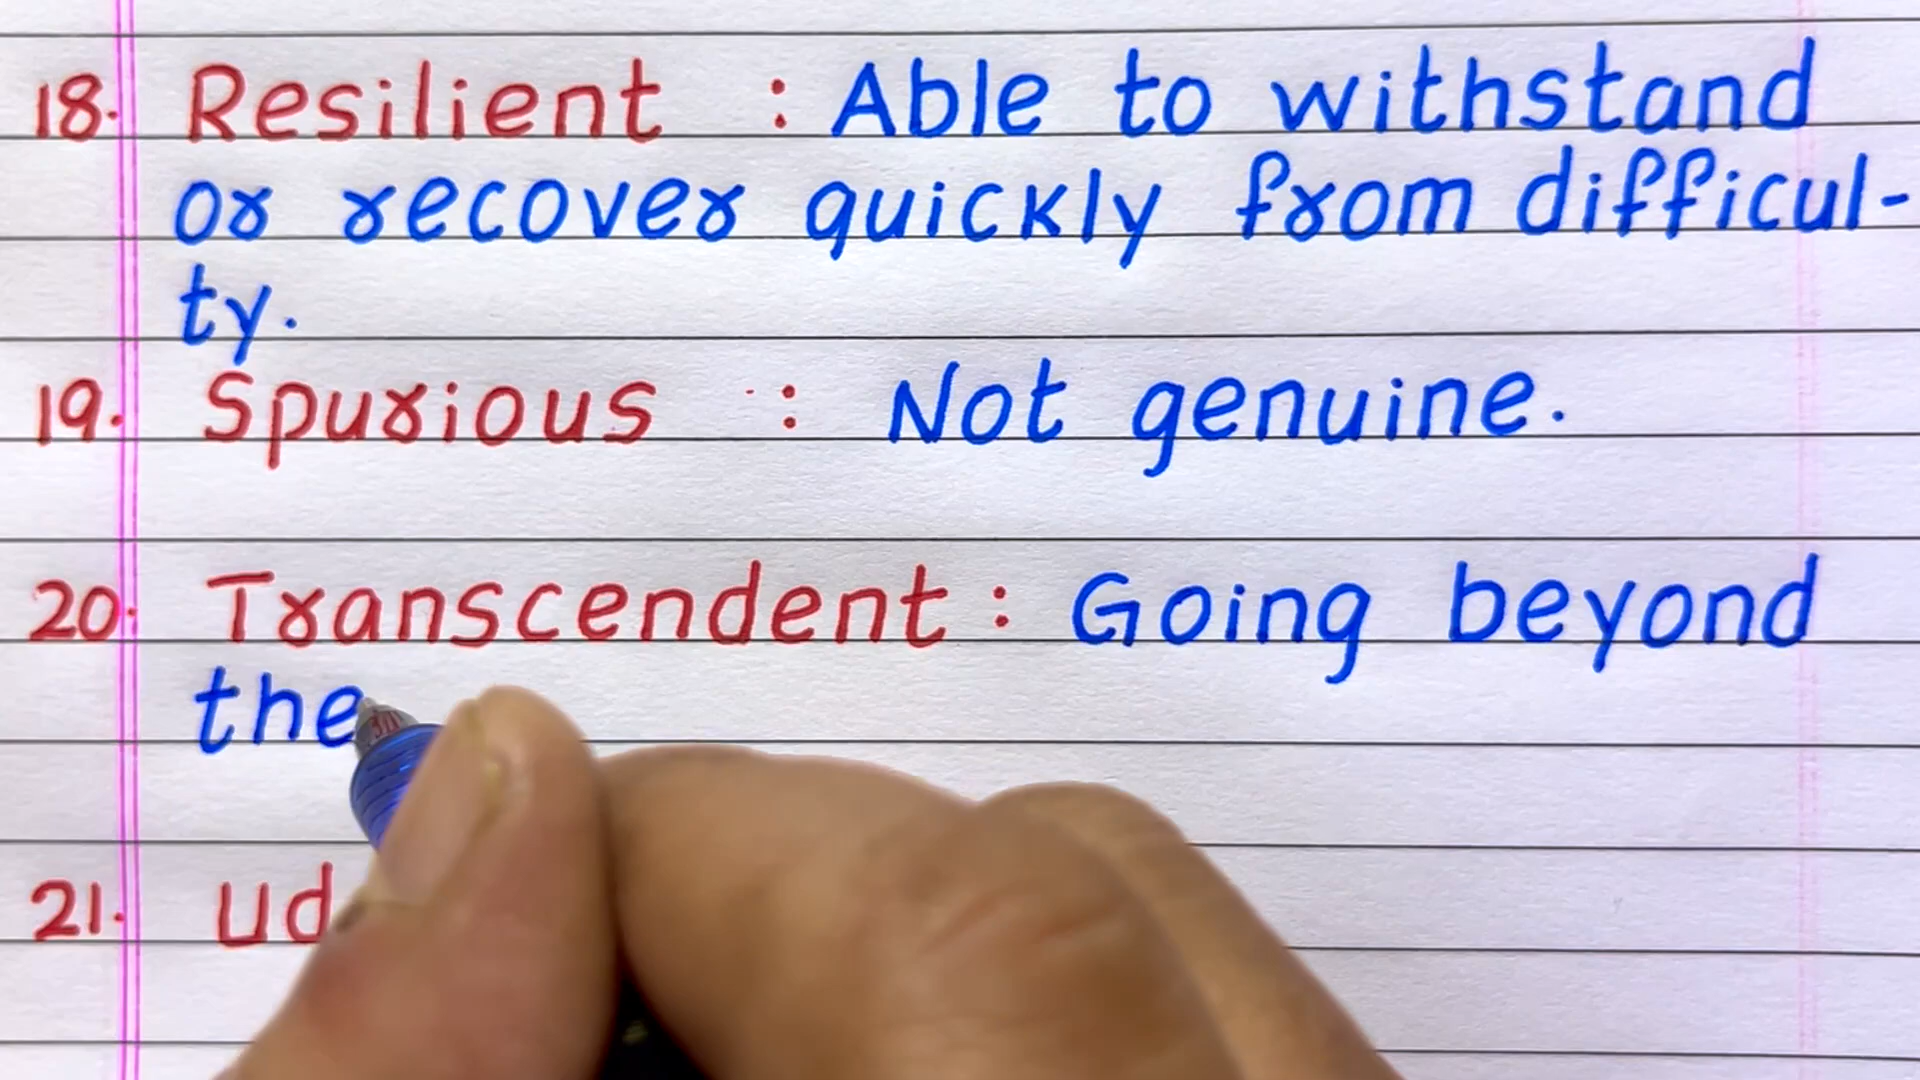 18. Resilient : Able to withstand
or recover quickly from difficul-
ty.
19. Spurious : Not genuine.
20. Transcendent : Going beyond
the
21.